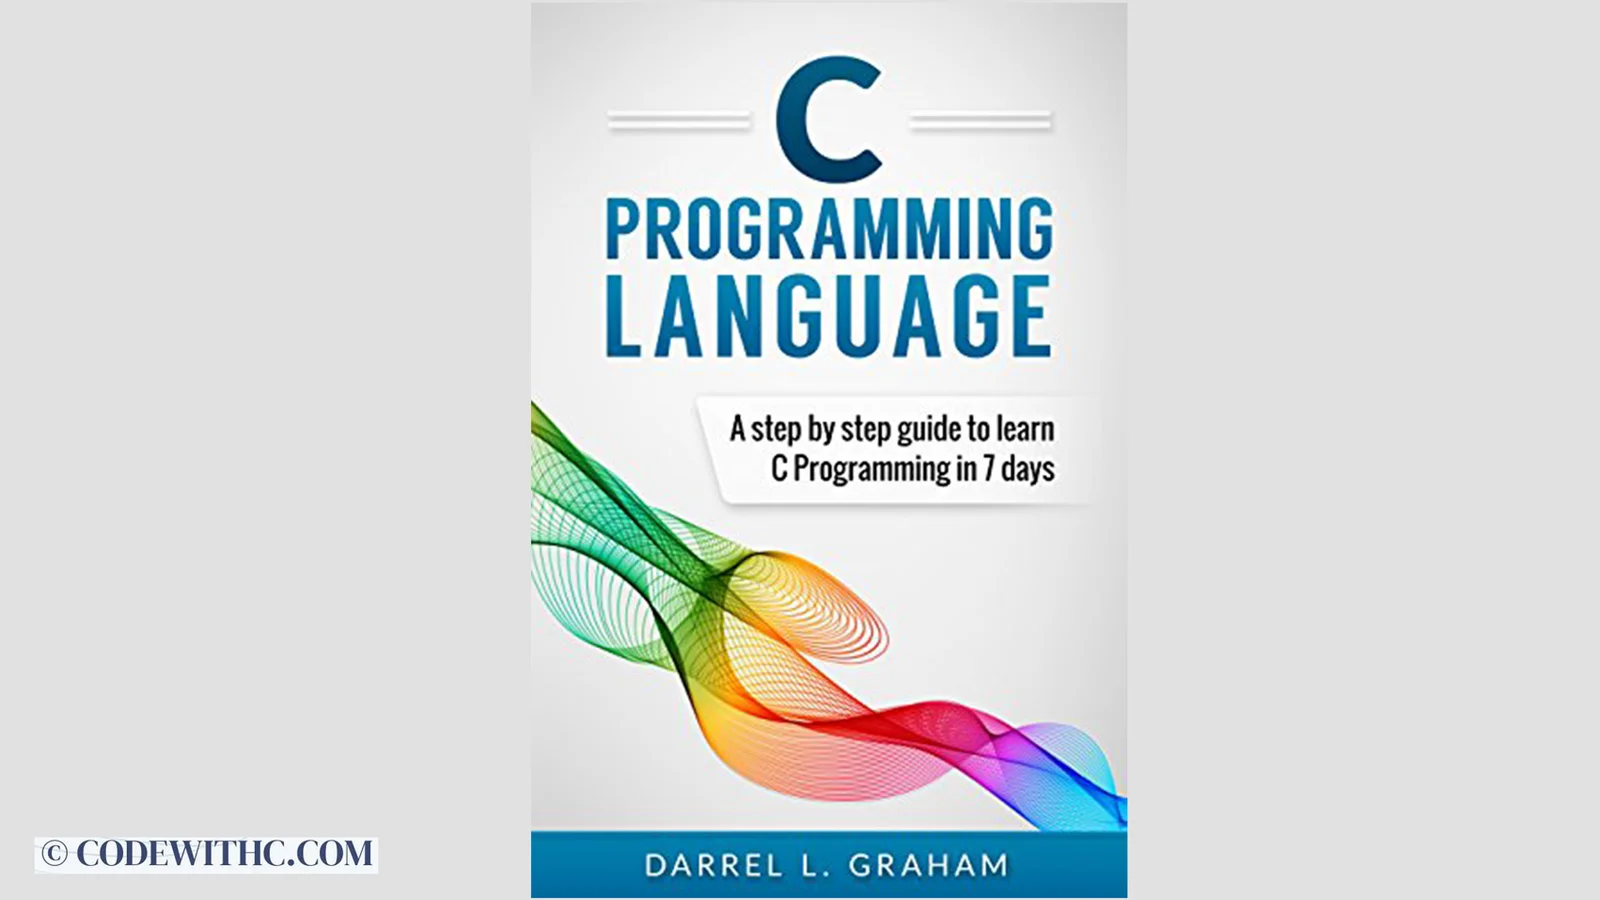 C
PROGRAMMING
LANGUAGE
A step by step guide to learn
C Programming in 7 days
DARREL L. GRAHAM
© CODEWITHC.COM